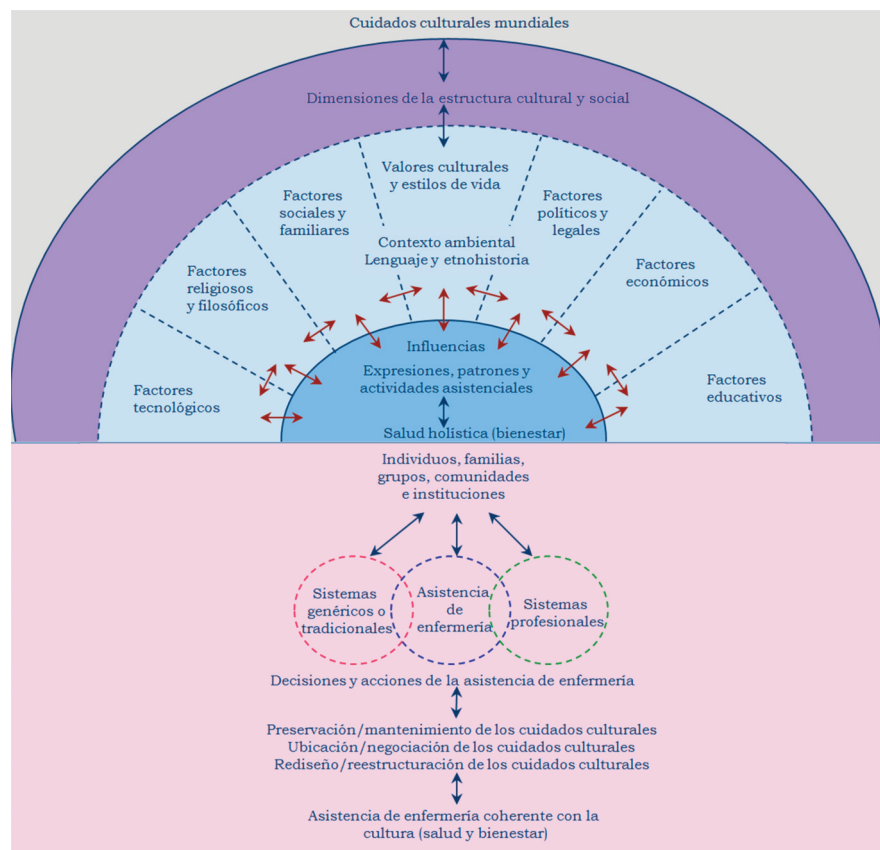 Cuidados culturales mundiales
Dimensiones de la estructura cultural y social
Valores culturales
y estilos de vida
Factores
sociales y
familiares
Factores
políticos y
legales
Contexto ambiental
Lenguaje y etnohistoria
Factores
religiosos
y filosóficos
Factores
económicos
Factores
tecnológicos
Factores
educativos
Influencias
Expresiones, patrones y
actividades asistenciales
Salud holística (bienestar)
Individuos, familias,
grupos, comunidades
e instituciones
Sistemas
genéricos o
tradicionales
Asistencia
de
enfermería
Sistemas
profesionales
Decisiones y acciones de la asistencia de enfermería
Preservación/mantenimiento de los cuidados culturales
Ubicación/negociación de los cuidados culturales
Rediseño/reestructuración de los cuidados culturales
Asistencia de enfermería coherente con la
cultura (salud y bienestar)